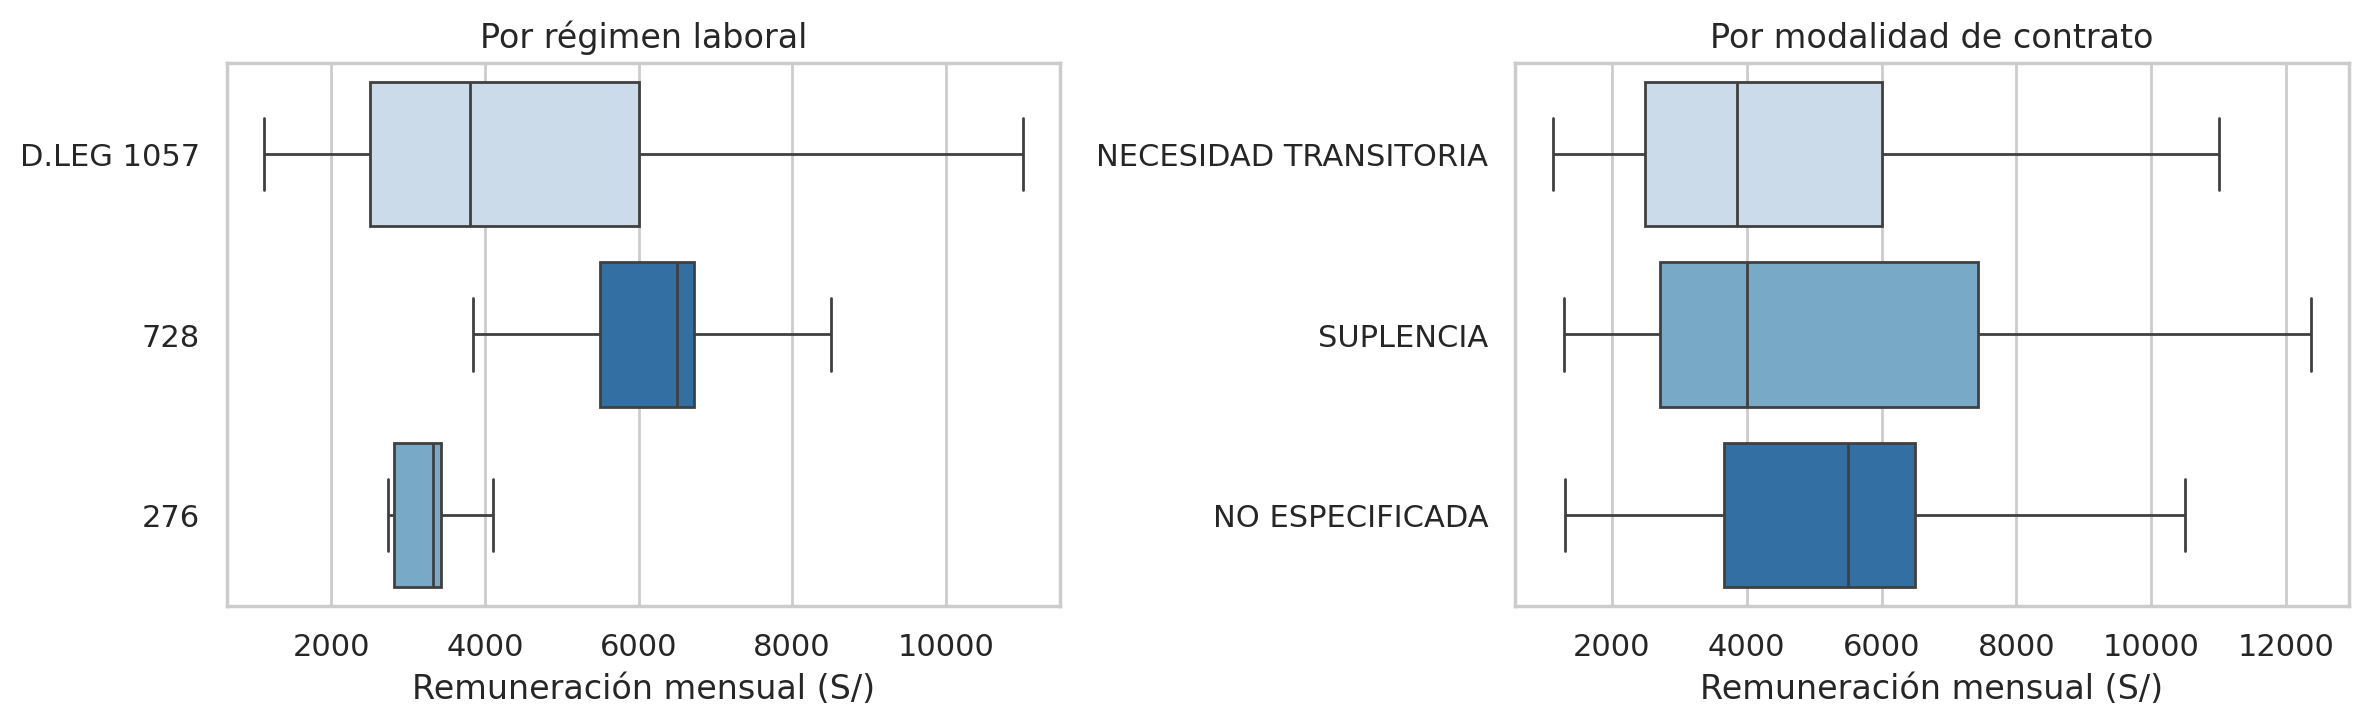 Por régimen laboral
D.LEG 1057
728
276
2000 4000 6000 8000 10000
Remuneración mensual (S/)
Por modalidad de contrato
NECESIDAD TRANSITORIA
SUPLENCIA
NO ESPECIFICADA
2000 4000 6000 8000 10000 12000
Remuneración mensual (S/)